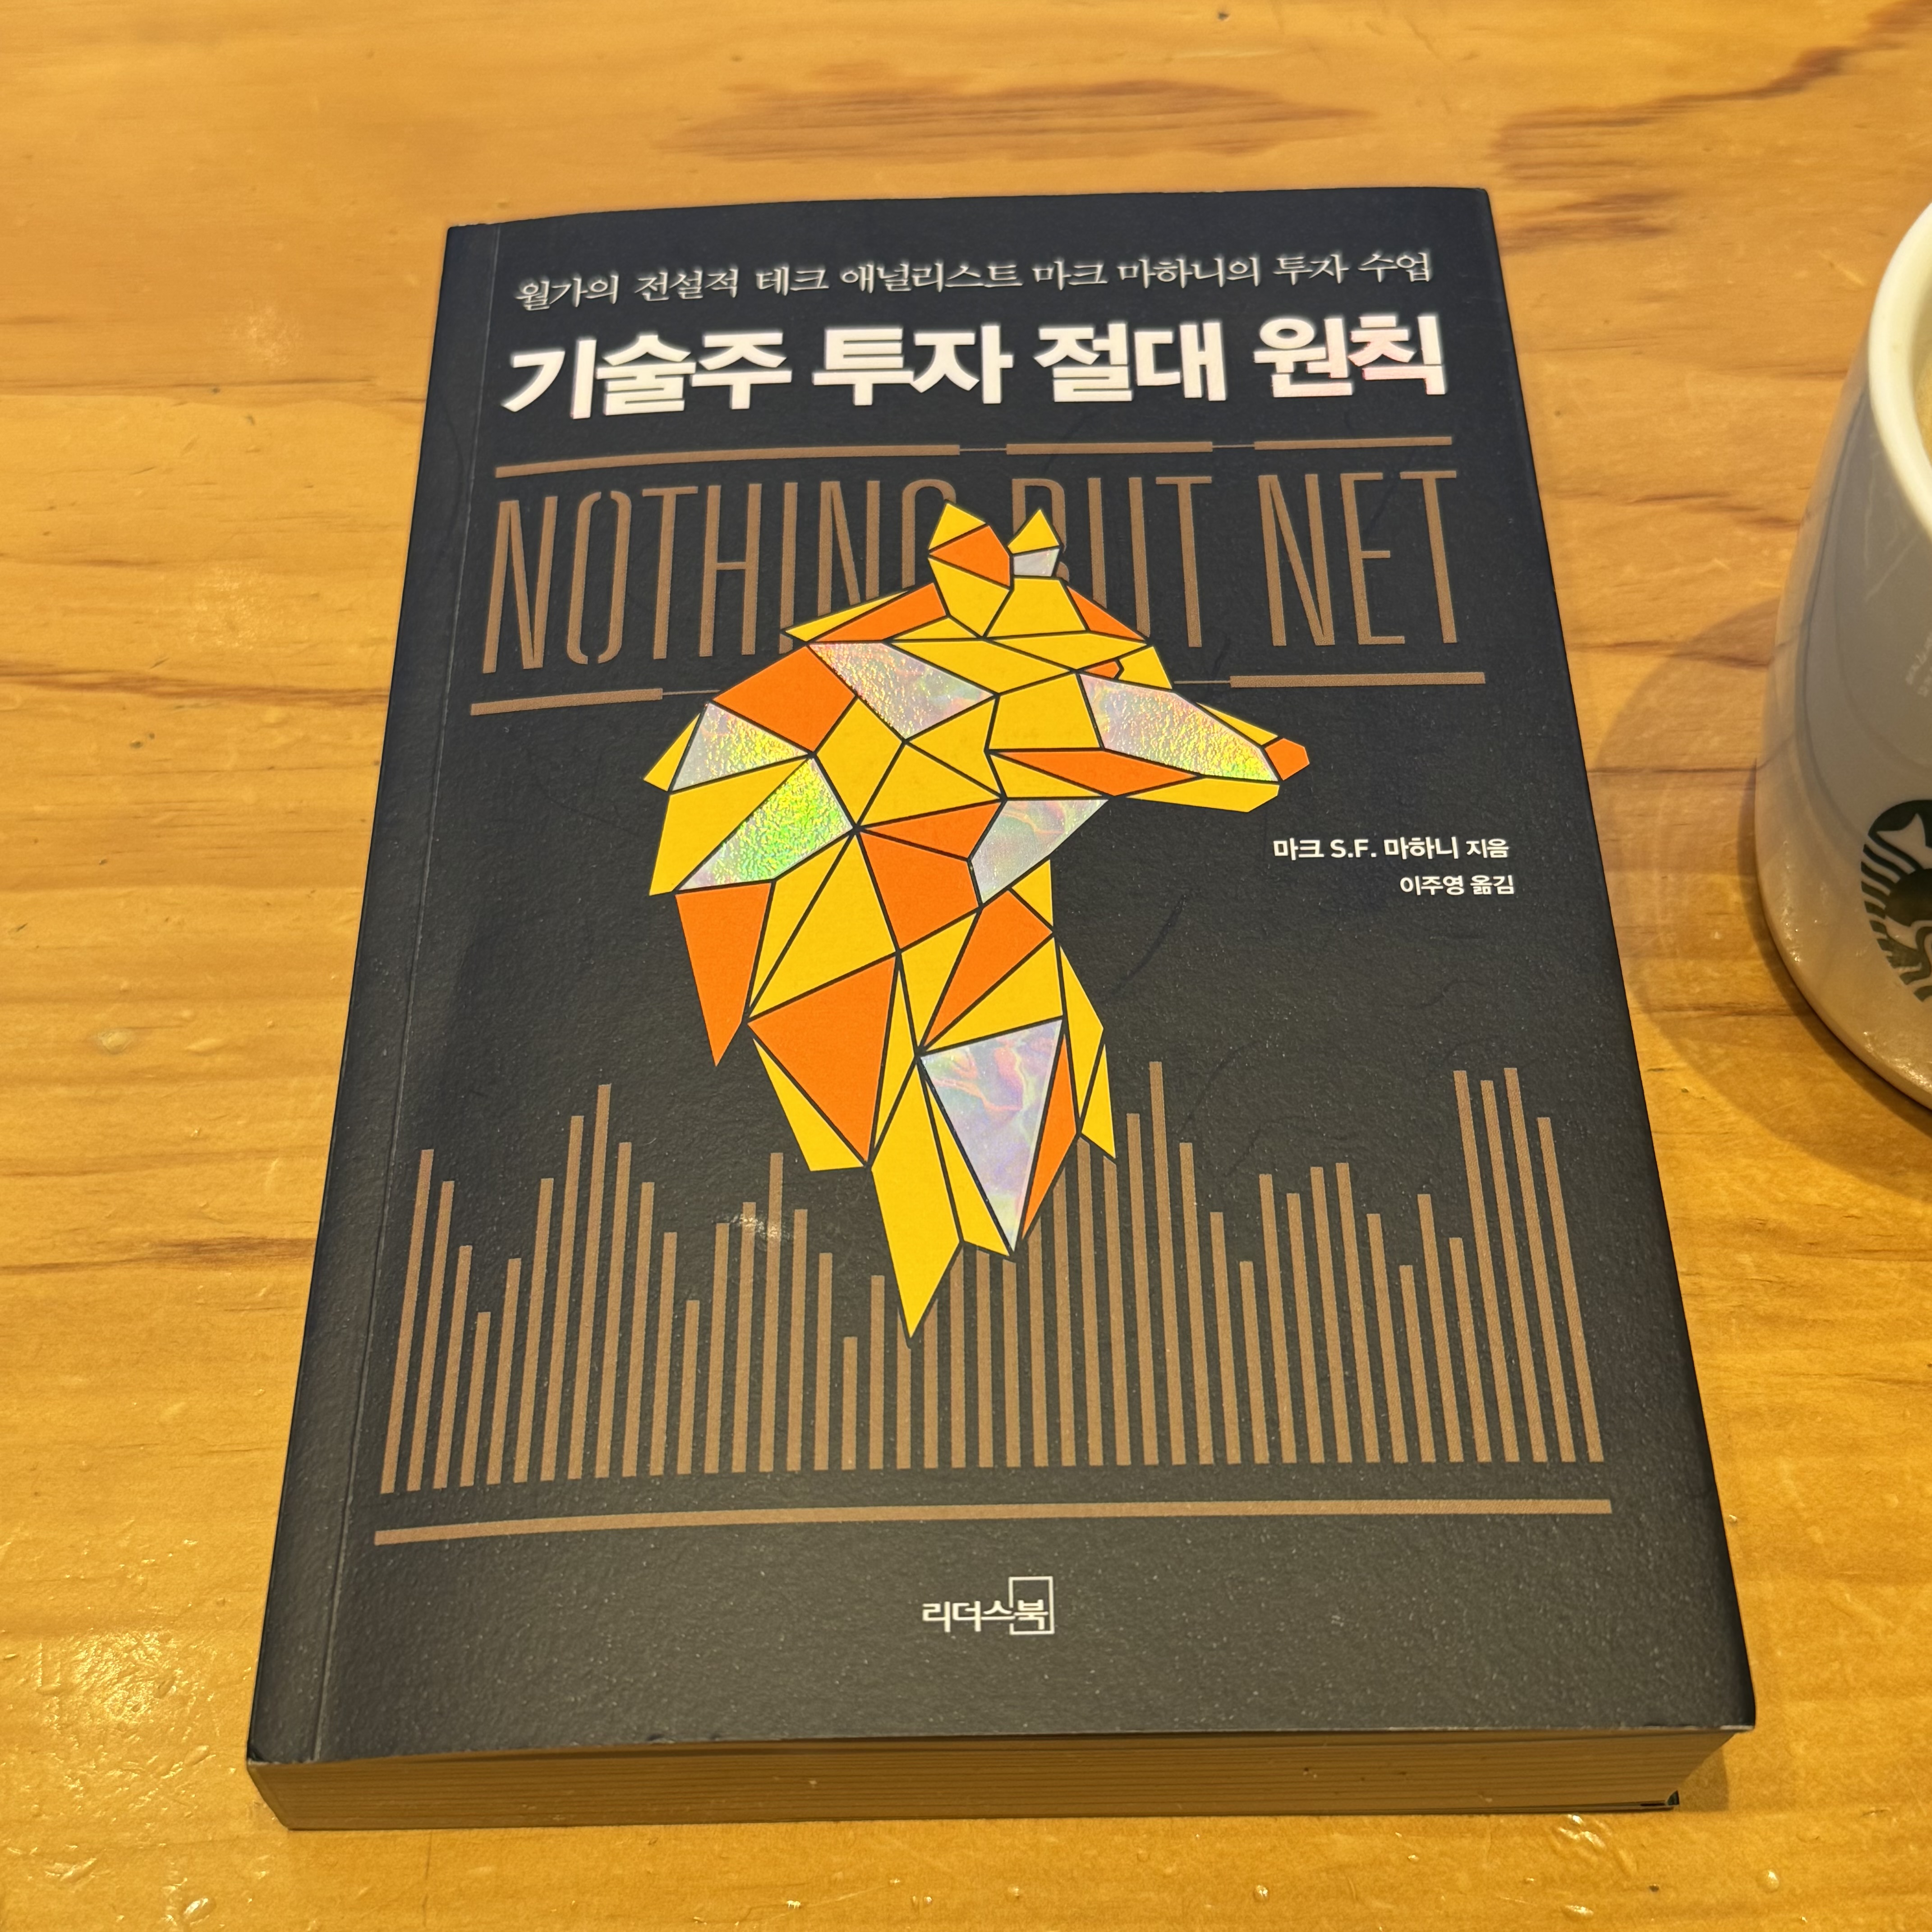 월가의 전설적 테크 애널리스트 마크 마하니의 투자 수업
기술주 투자 절대 원칙
NOTHING BUT NET
마크 S.F. 마하니 지음
이주영 옮김
리더스북